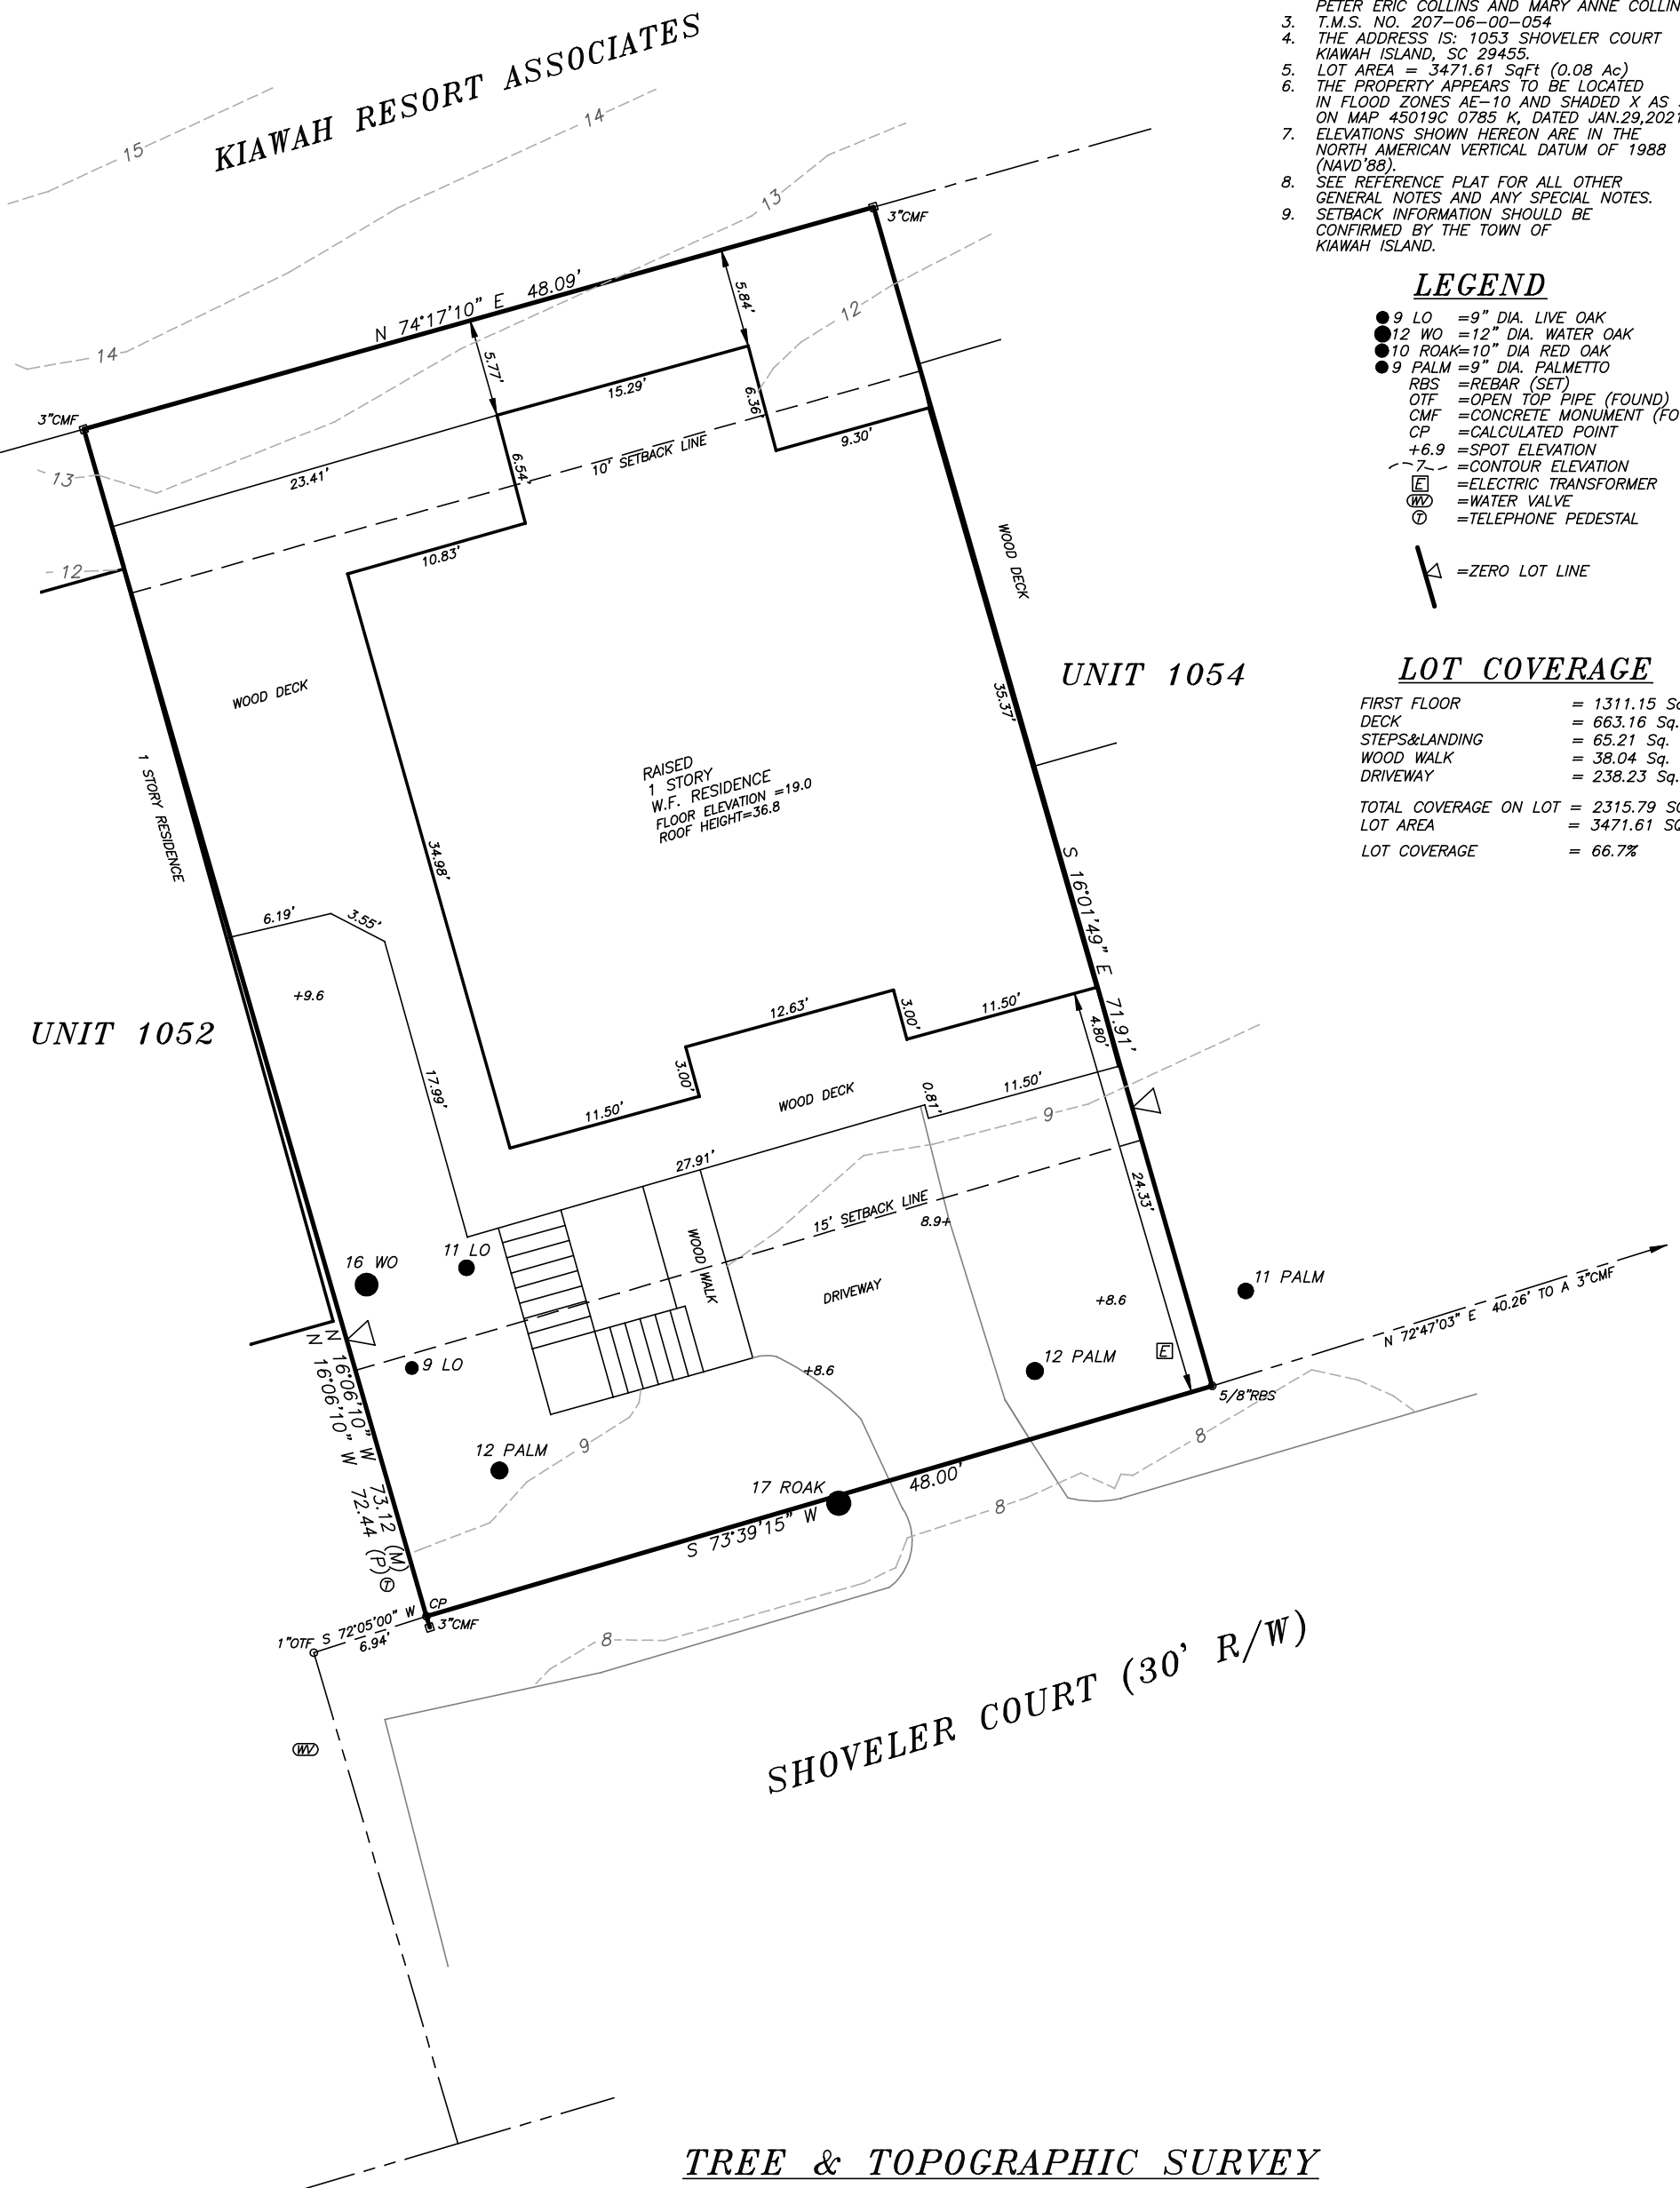 PETER ERIC COLLINS AND MARY ANNE COLLIN
3. T.M.S. NO. 207-06-00-054
4. THE ADDRESS IS: 1053 SHOVELER COURT
KIAWAH ISLAND, SC 29455.
5. LOT AREA = 3471.61 SqFt (0.08 Ac)
6. THE PROPERTY APPEARS TO BE LOCATED
IN FLOOD ZONES AE-10 AND SHADED X AS
ON MAP 45019C 0785 K, DATED JAN.29,2021
7. ELEVATIONS SHOWN HEREON ARE IN THE
NORTH AMERICAN VERTICAL DATUM OF 1988
(NAVD'88).
8. SEE REFERENCE PLAT FOR ALL OTHER
GENERAL NOTES AND ANY SPECIAL NOTES.
9. SETBACK INFORMATION SHOULD BE
CONFIRMED BY THE TOWN OF
KIAWAH ISLAND.
LEGEND
9 LO =9" DIA. LIVE OAK
12 WO =12" DIA. WATER OAK
10 ROAK=10" DIA RED OAK
9 PALM =9" DIA. PALMETTO
RBS =REBAR (SET)
OTF =OPEN TOP PIPE (FOUND)
CMF =CONCRETE MONUMENT (FO
CP =CALCULATED POINT
+6.9 =SPOT ELEVATION
7 =CONTOUR ELEVATION
E =ELECTRIC TRANSFORMER
WV =WATER VALVE
T =TELEPHONE PEDESTAL
=ZERO LOT LINE
LOT COVERAGE
FIRST FLOOR = 1311.15 Sq
DECK = 663.16 Sq.
STEPS&LANDING = 65.21 Sq.
WOOD WALK = 38.04 Sq.
DRIVEWAY = 238.23 Sq.
TOTAL COVERAGE ON LOT = 2315.79 SQ
LOT AREA = 3471.61 SQ
LOT COVERAGE = 66.7%
KIAWAH RESORT ASSOCIATES
15
14
13
14
12
3"CMF
N 74°17'10" E 48.09'
5.84'
5.77'
15.29'
6.36'
9.30'
3"CMF
13
23.41'
6.54'
10' SETBACK LINE
10.83'
12
WOOD DECK
WOOD DECK
UNIT 1054
35.37'
1 STORY RESIDENCE
RAISED
1 STORY
W.F. RESIDENCE
FLOOR ELEVATION =19.0
ROOF HEIGHT=36.8
34.98'
S 16°01'49" E 71.91'
6.19'
3.55'
+9.6
UNIT 1052
17.99'
12.63'
3.00'
11.50'
4.80'
3.00'
11.50'
WOOD DECK
0.81'
11.50'
9
27.91'
24.33'
15' SETBACK LINE
8.9+
16 WO
11 LO
WOOD WALK
DRIVEWAY
+8.6
11 PALM
N 72°47'03" E 40.26' TO A 3"CMF
9 LO
+8.6
12 PALM
E
5/8"RBS
N 16°06'10" W 73.12 (M)
N 16°06'10" W 72.44 (P)
12 PALM
9
17 ROAK
48.00'
S 73°39'15" W
8
8
T
CP
3"CMF
1"OTF
S 72°05'00" W
6.94'
8
WV
SHOVELER COURT (30' R/W)
TREE & TOPOGRAPHIC SURVEY